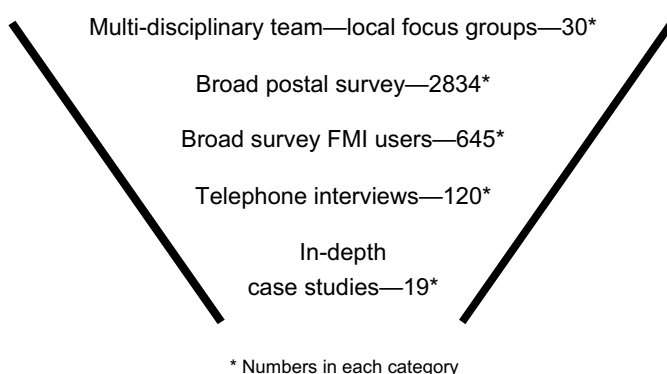 Multi-disciplinary team—local focus groups—30*
Broad postal survey—2834*
Broad survey FMI users—645*
Telephone interviews—120*
In-depth
case studies—19*
* Numbers in each category